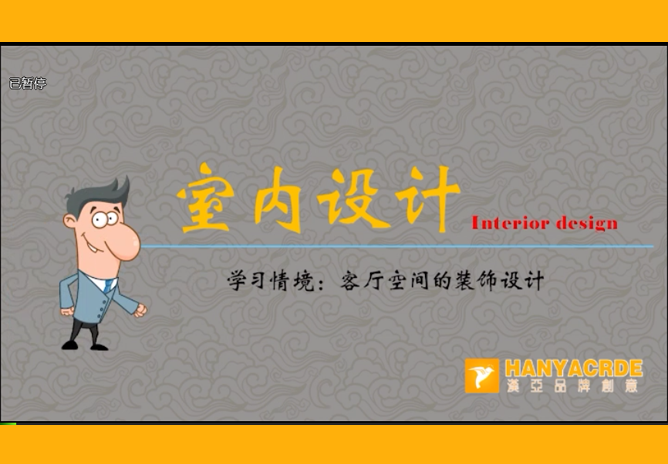 已暂停
室内设计
Interior design
学习情境：客厅空间的装饰设计
HANYACRDE
漢亞品牌創意